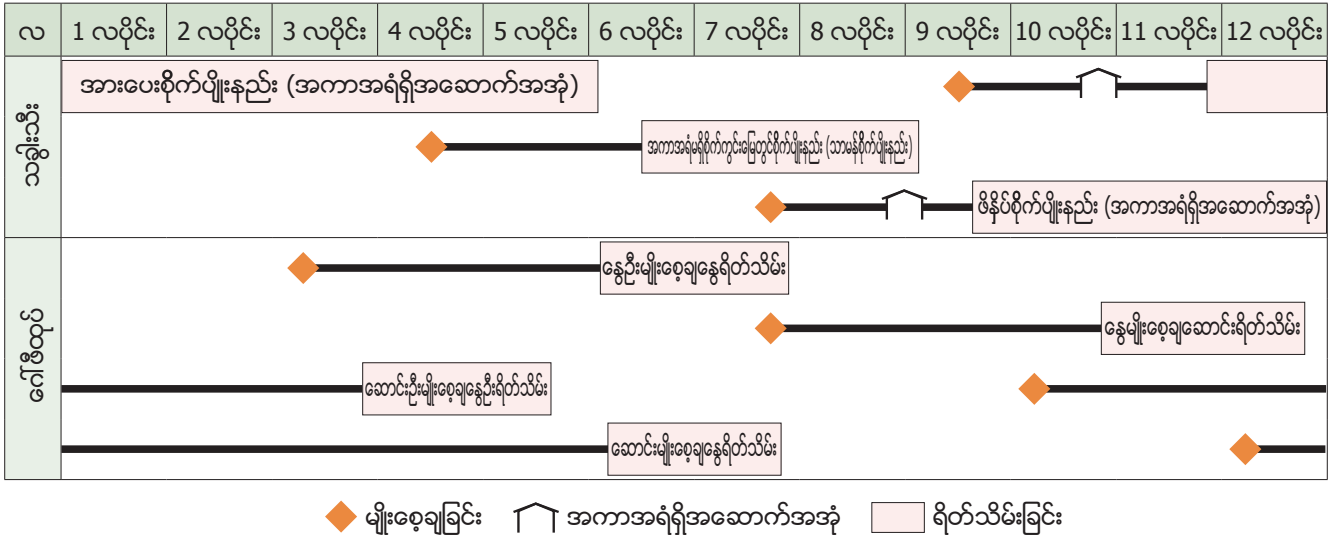 လ 1 လပိုင်း 2 လပိုင်း 3 လပိုင်း 4 လပိုင်း 5 လပိုင်း 6 လပိုင်း 7 လပိုင်း 8 လပိုင်း 9 လပိုင်း 10 လပိုင်း 11 လပိုင်း 12 လပိုင်း
သခွါးသီး
အားပေးစိုက်ပျိုးနည်း (အကာအရံရှိအဆောက်အအုံ)
အကာအရံမရှိစိုက်ကွင်းမြေတွင်စိုက်ပျိုးနည်း (သာမန်စိုက်ပျိုးနည်း)
ဖိနှိပ်စိုက်ပျိုးနည်း (အကာအရံရှိအဆောက်အအုံ)
ဂေါ်ဖီထုပ်
နွေဦးမျိုးစေ့ချနွေရိတ်သိမ်း
နွေမျိုးစေ့ချဆောင်းရိတ်သိမ်း
ဆောင်းဦးမျိုးစေ့ချနွေဦးရိတ်သိမ်း
ဆောင်းမျိုးစေ့ချနွေရိတ်သိမ်း
မျိုးစေ့ချခြင်း အကာအရံရှိအဆောက်အအုံ ရိတ်သိမ်းခြင်း